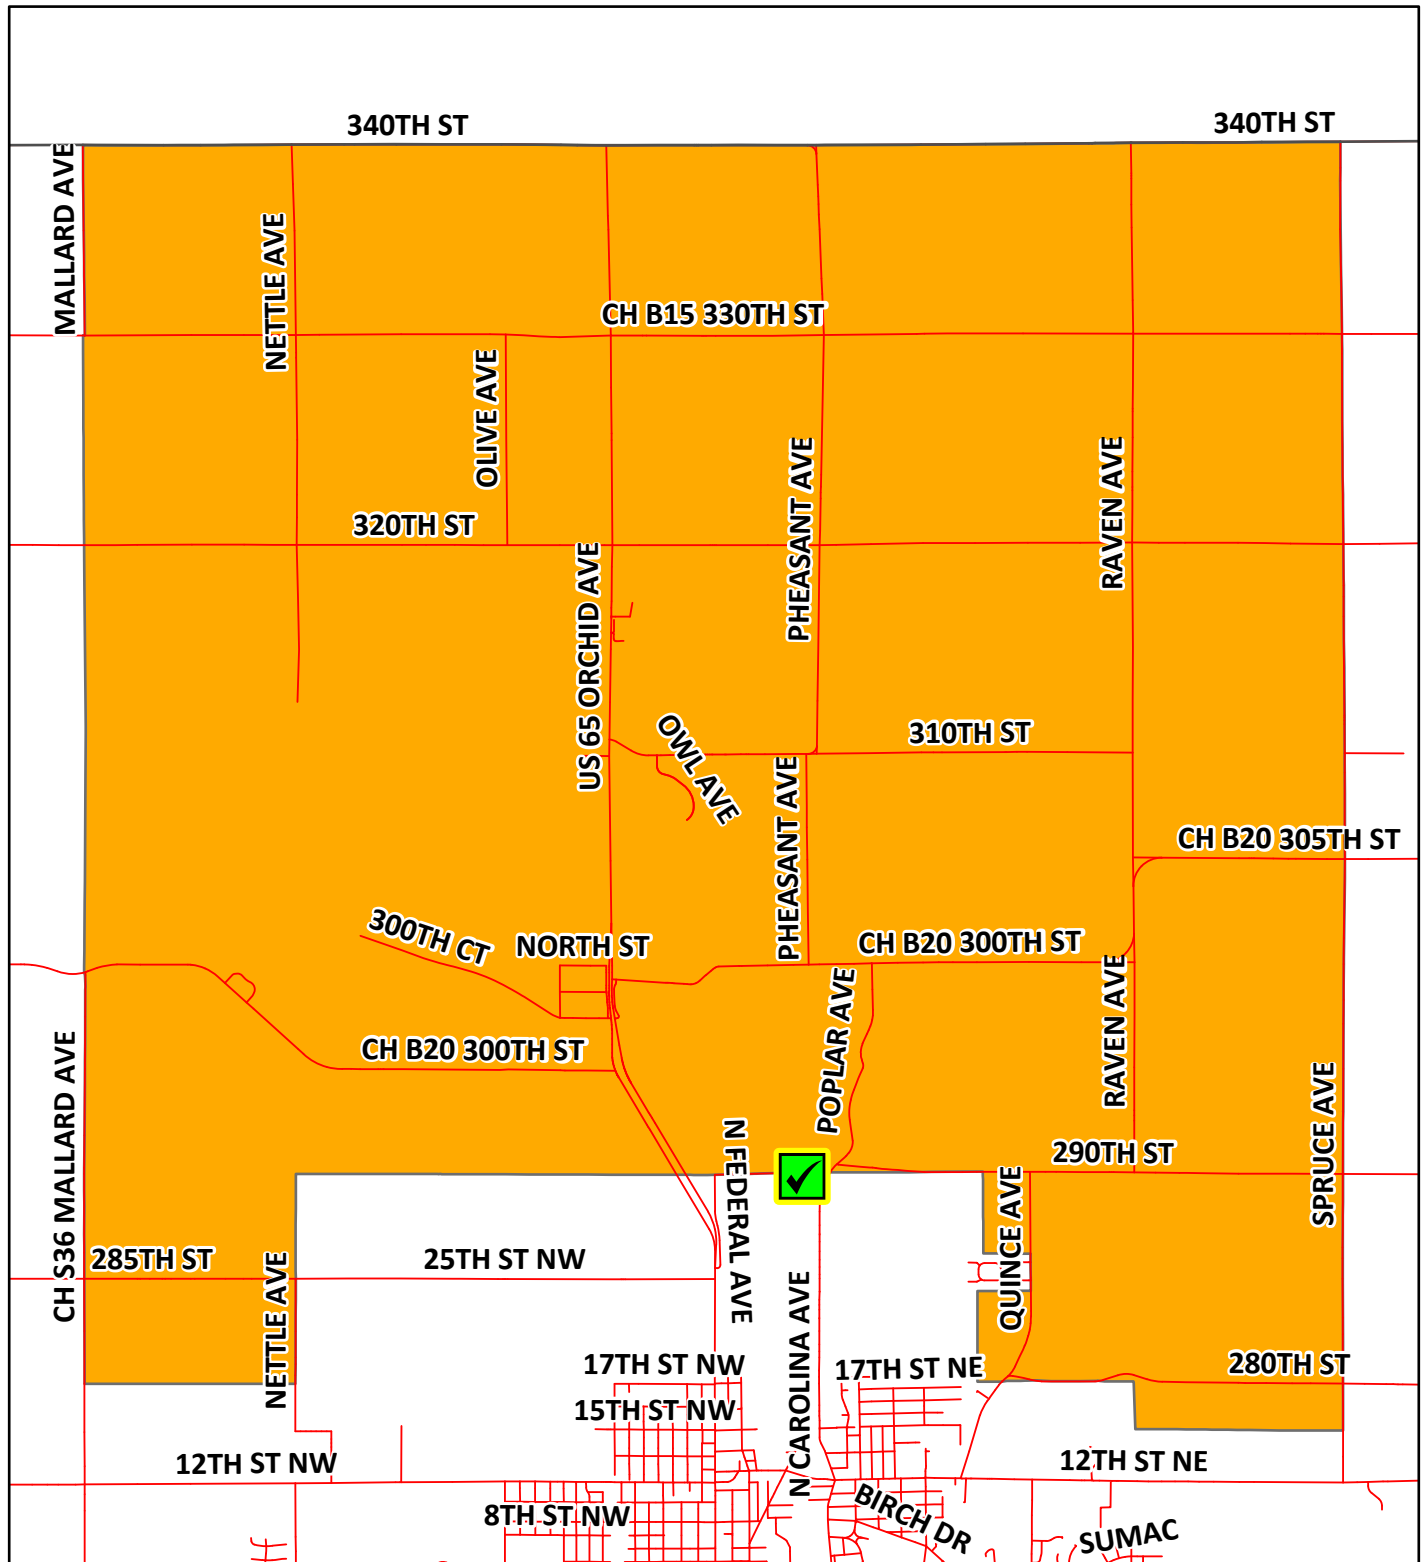 340TH ST
340TH ST
MALLARD AVE
NETTLE AVE
CH B15 330TH ST
OLIVE AVE
PHEASANT AVE
RAVEN AVE
320TH ST
US 65 ORCHID AVE
OWL AVE
310TH ST
PHEASANT AVE
CH B20 305TH ST
300TH CT
NORTH ST
CH B20 300TH ST
POPLAR AVE
RAVEN AVE
CH S36 MALLARD AVE
CH B20 300TH ST
SPRUCE AVE
N FEDERAL AVE
290TH ST
QUINCE AVE
285TH ST
25TH ST NW
NETTLE AVE
N CAROLINA AVE
17TH ST NW
17TH ST NE
280TH ST
15TH ST NW
12TH ST NW
12TH ST NE
8TH ST NW
BIRCH DR
SUMAC